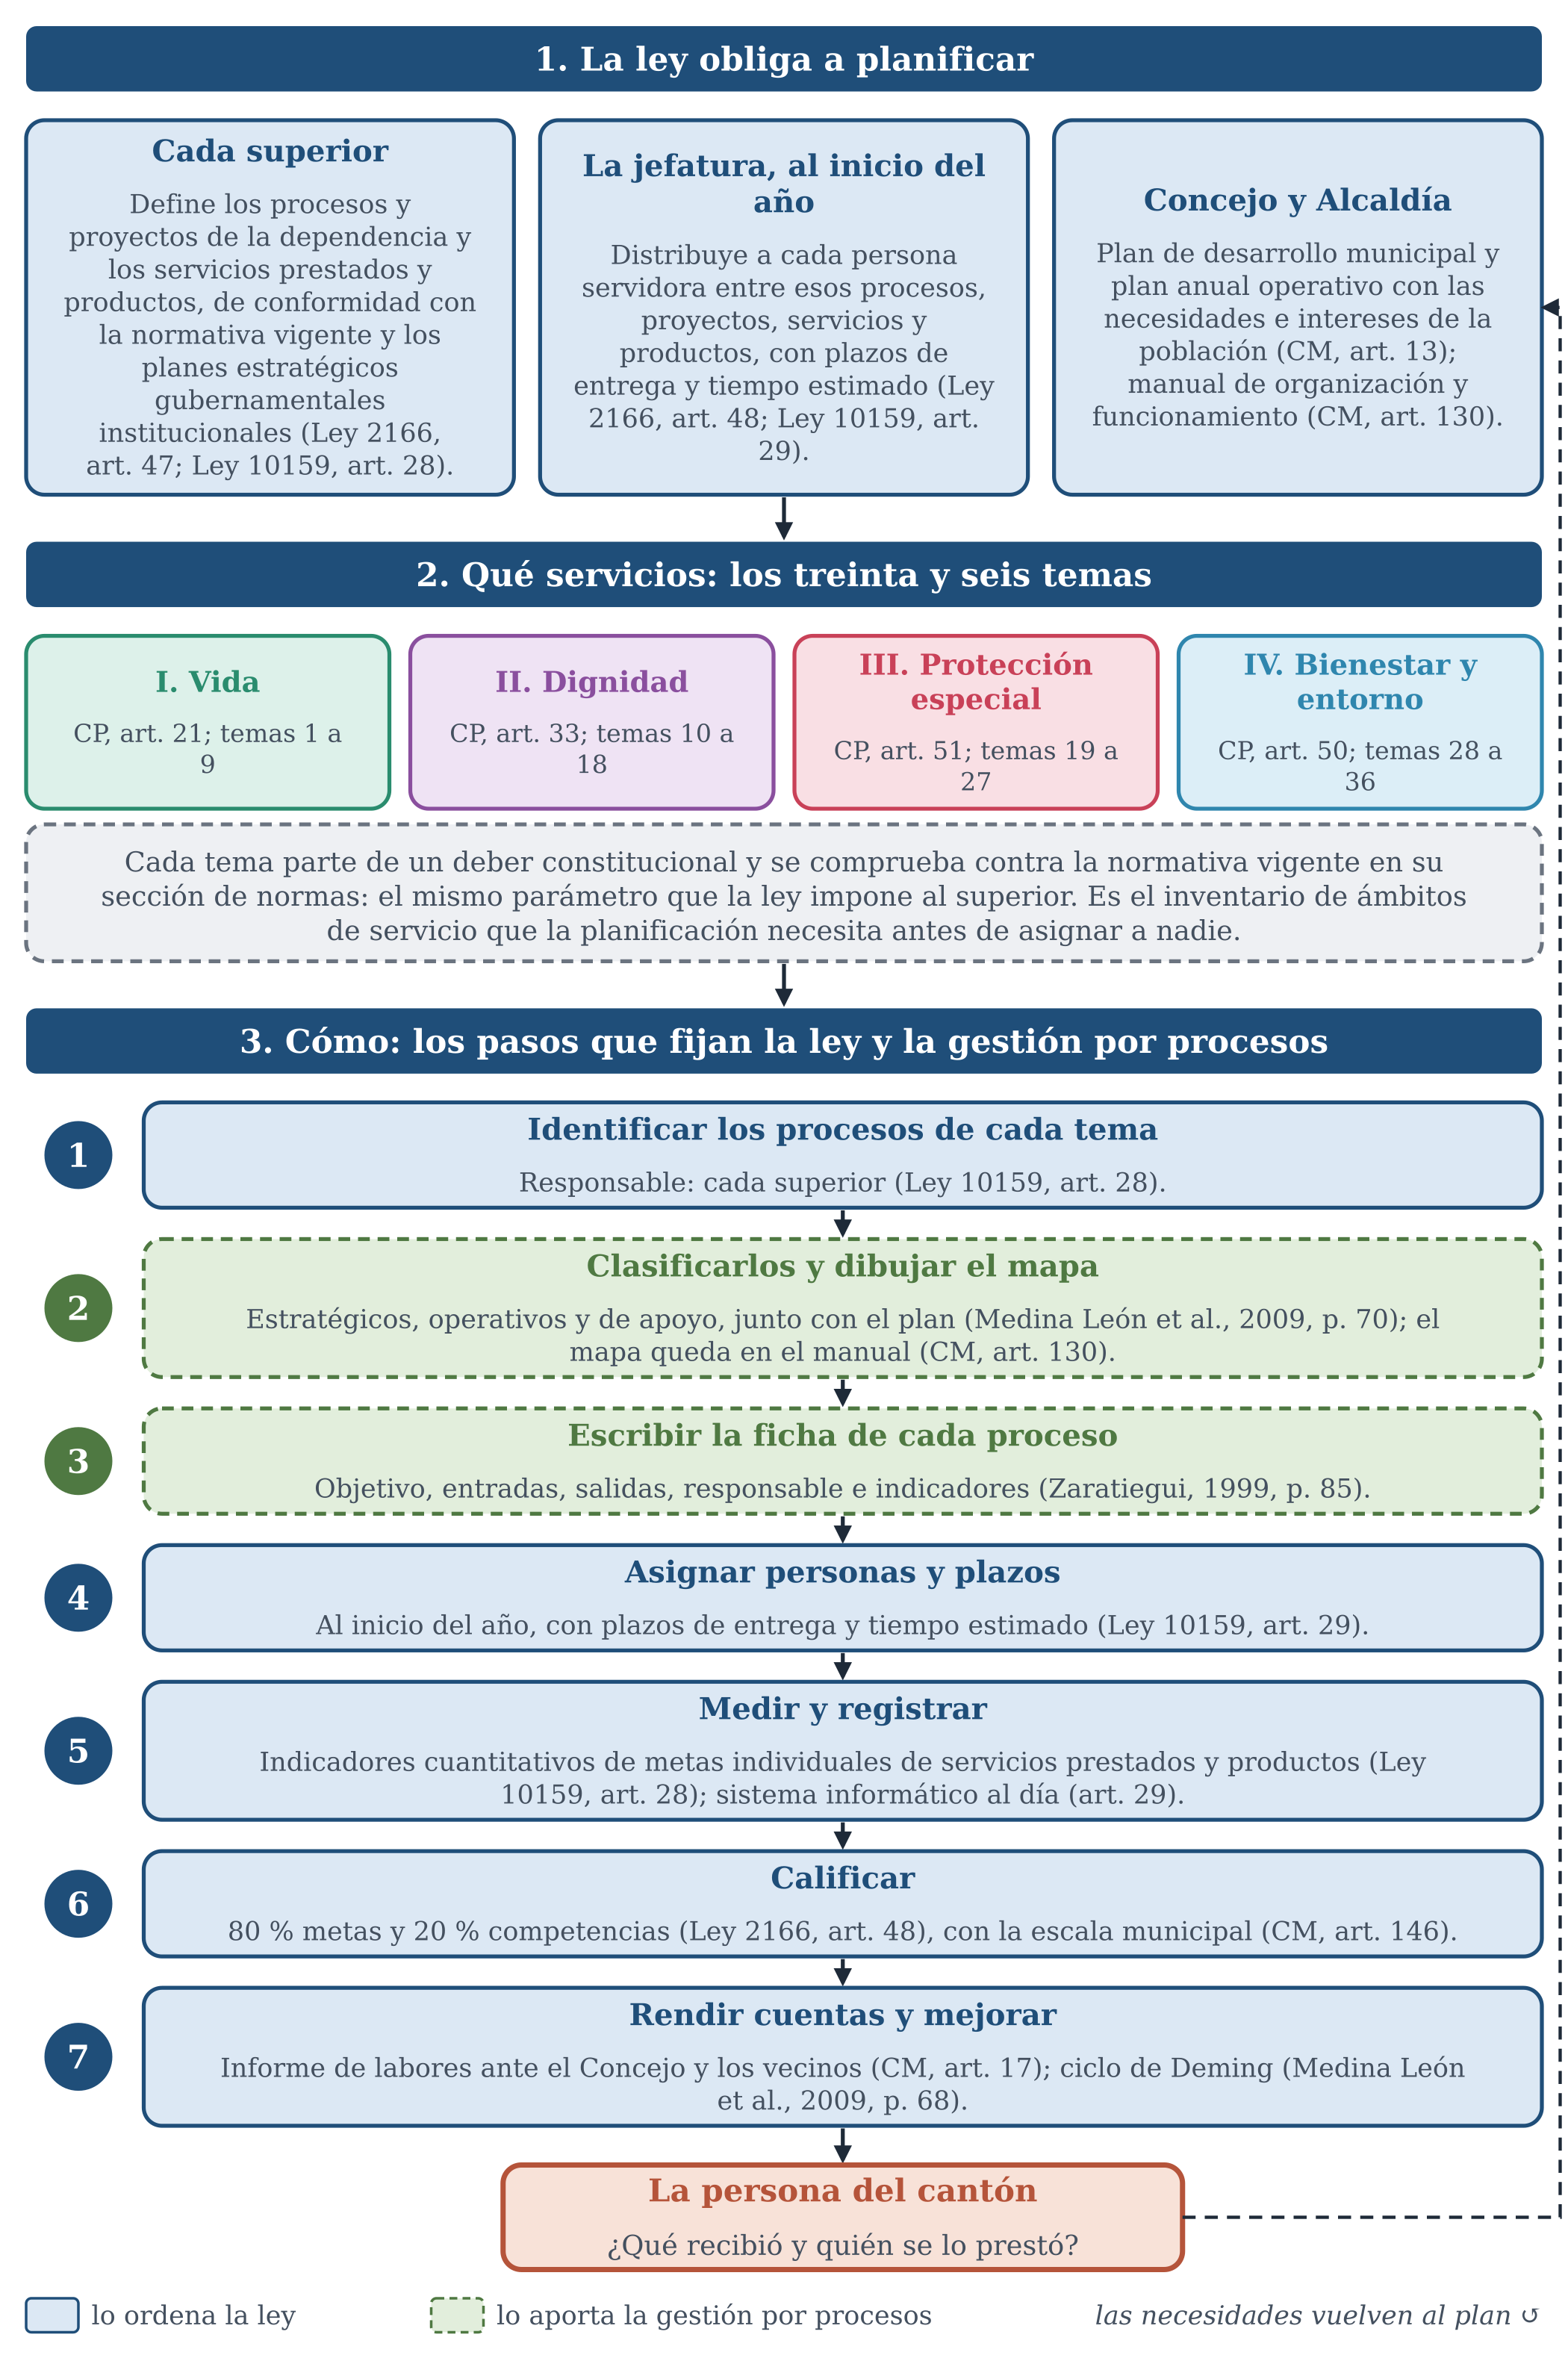 1. La ley obliga a planificar
Cada superior
Define los procesos y
proyectos de la dependencia y
los servicios prestados y
productos, de conformidad con
la normativa vigente y los
planes estratégicos
gubernamentales
institucionales (Ley 2166,
art. 47; Ley 10159, art. 28).
La jefatura, al inicio del
año
Distribuye a cada persona
servidora entre esos procesos,
proyectos, servicios y
productos, con plazos de
entrega y tiempo estimado (Ley
2166, art. 48; Ley 10159, art.
29).
Concejo y Alcaldía
Plan de desarrollo municipal y
plan anual operativo con las
necesidades e intereses de la
población (CM, art. 13);
manual de organización y
funcionamiento (CM, art. 130).
2. Qué servicios: los treinta y seis temas
I. Vida
CP, art. 21; temas 1 a
9
II. Dignidad
CP, art. 33; temas 10 a
18
III. Protección
especial
CP, art. 51; temas 19 a
27
IV. Bienestar y
entorno
CP, art. 50; temas 28 a
36
Cada tema parte de un deber constitucional y se comprueba contra la normativa vigente en su
sección de normas: el mismo parámetro que la ley impone al superior. Es el inventario de ámbitos
de servicio que la planificación necesita antes de asignar a nadie.
3. Cómo: los pasos que fijan la ley y la gestión por procesos
1
Identificar los procesos de cada tema
Responsable: cada superior (Ley 10159, art. 28).
2
Clasificarlos y dibujar el mapa
Estratégicos, operativos y de apoyo, junto con el plan (Medina León et al., 2009, p. 70); el
mapa queda en el manual (CM, art. 130).
3
Escribir la ficha de cada proceso
Objetivo, entradas, salidas, responsable e indicadores (Zaratiegui, 1999, p. 85).
4
Asignar personas y plazos
Al inicio del año, con plazos de entrega y tiempo estimado (Ley 10159, art. 29).
5
Medir y registrar
Indicadores cuantitativos de metas individuales de servicios prestados y productos (Ley
10159, art. 28); sistema informático al día (art. 29).
6
Calificar
80 % metas y 20 % competencias (Ley 2166, art. 48), con la escala municipal (CM, art. 146).
7
Rendir cuentas y mejorar
Informe de labores ante el Concejo y los vecinos (CM, art. 17); ciclo de Deming (Medina León
et al., 2009, p. 68).
La persona del cantón
¿Qué recibió y quién se lo prestó?
lo ordena la ley
lo aporta la gestión por procesos
las necesidades vuelven al plan ↺